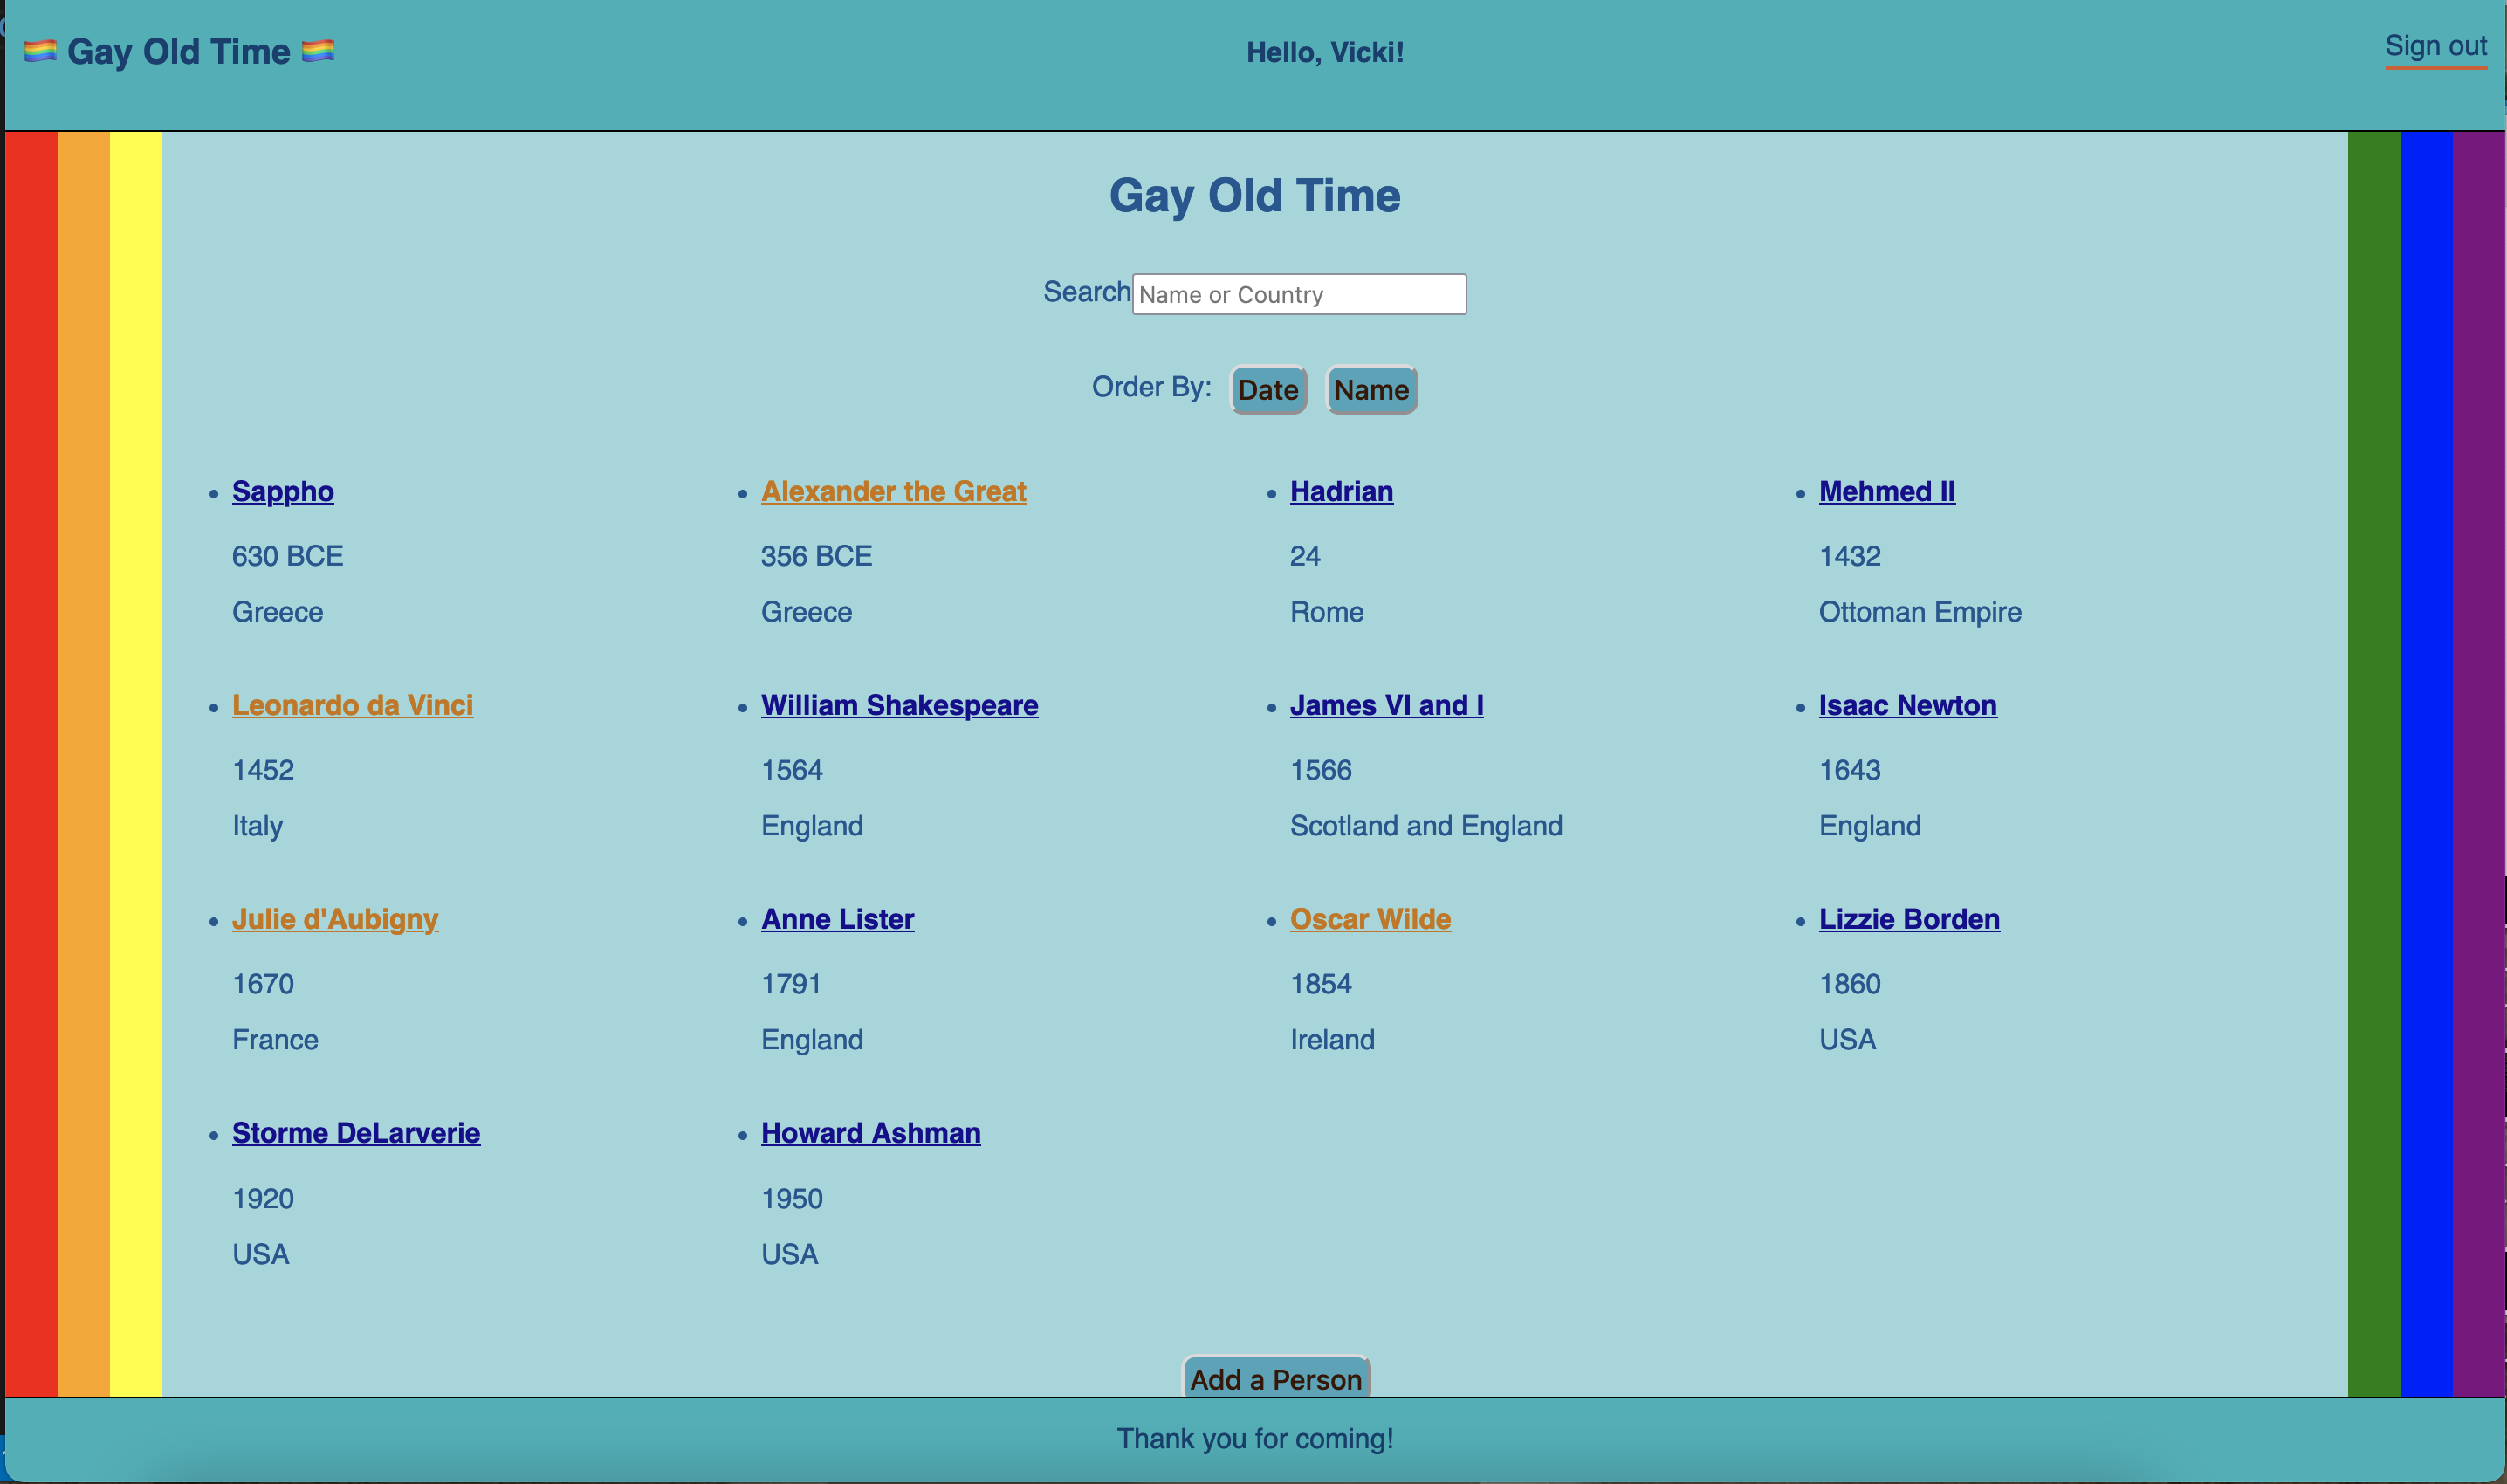 🏳️‍🌈 Gay Old Time 🏳️‍🌈
Hello, Vicki!
Sign out
Gay Old Time
Search Name or Country
Order By: Date Name
Sappho
630 BCE
Greece
Alexander the Great
356 BCE
Greece
Hadrian
24
Rome
Mehmed II
1432
Ottoman Empire
Leonardo da Vinci
1452
Italy
William Shakespeare
1564
England
James VI and I
1566
Scotland and England
Isaac Newton
1643
England
Julie d'Aubigny
1670
France
Anne Lister
1791
England
Oscar Wilde
1854
Ireland
Lizzie Borden
1860
USA
Storme DeLarverie
1920
USA
Howard Ashman
1950
USA
Add a Person
Thank you for coming!